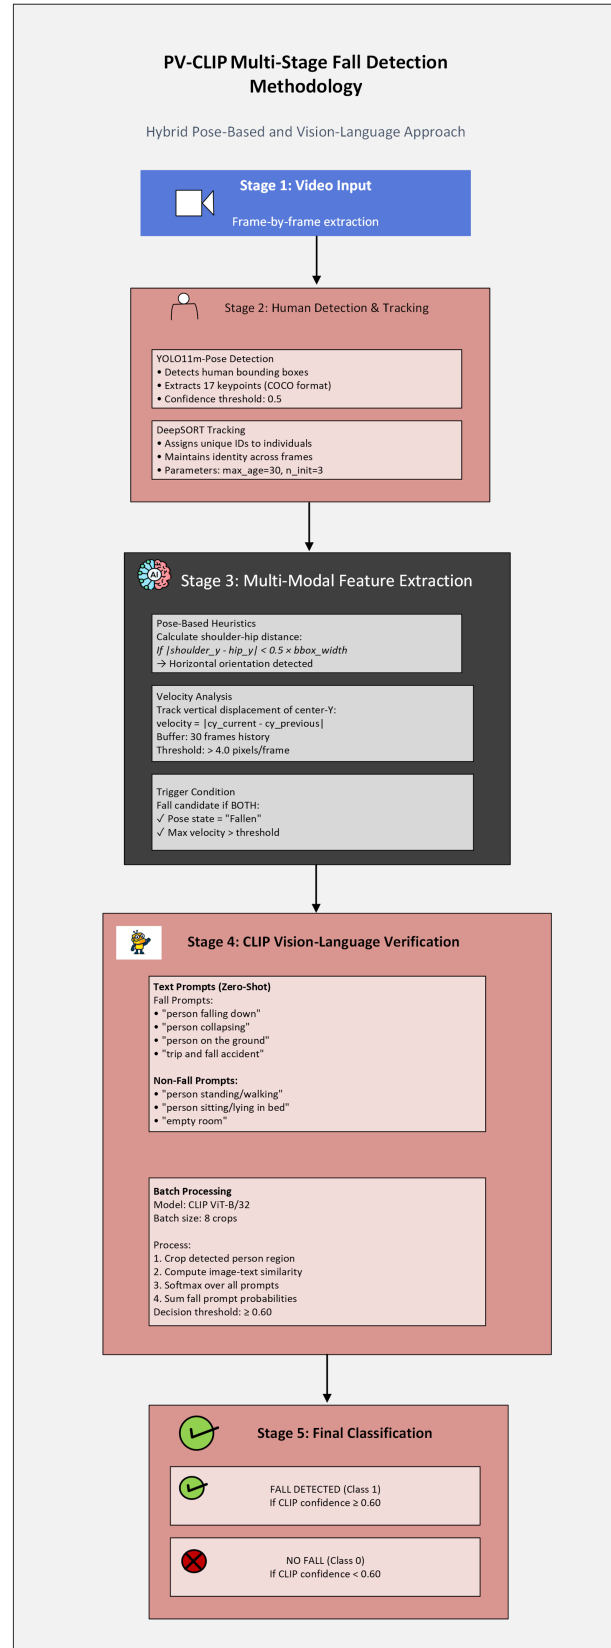 PV-CLIP Multi-Stage Fall Detection
Methodology
Hybrid Pose-Based and Vision-Language Approach
Stage 1: Video Input
Frame-by-frame extraction
Stage 2: Human Detection & Tracking
YOLO11m-Pose Detection
• Detects human bounding boxes
• Extracts 17 keypoints (COCO format)
• Confidence threshold: 0.5
DeepSORT Tracking
• Assigns unique IDs to individuals
• Maintains identity across frames
• Parameters: max_age=30, n_init=3
AI
Stage 3: Multi-Modal Feature Extraction
Pose-Based Heuristics
Calculate shoulder-hip distance:
If |shoulder_y - hip_y| < 0.5 × bbox_width
→ Horizontal orientation detected
Velocity Analysis
Track vertical displacement of center-Y:
velocity = |cy_current - cy_previous|
Buffer: 30 frames history
Threshold: > 4.0 pixels/frame
Trigger Condition
Fall candidate if BOTH:
✓ Pose state = "Fallen"
✓ Max velocity > threshold
Stage 4: CLIP Vision-Language Verification
Text Prompts (Zero-Shot)
Fall Prompts:
• "person falling down"
• "person collapsing"
• "person on the ground"
• "trip and fall accident"
Non-Fall Prompts:
• "person standing/walking"
• "person sitting/lying in bed"
• "empty room"
Batch Processing
Model: CLIP ViT-B/32
Batch size: 8 crops
Process:
1. Crop detected person region
2. Compute image-text similarity
3. Softmax over all prompts
4. Sum fall prompt probabilities
Decision threshold: ≥ 0.60
Stage 5: Final Classification
FALL DETECTED (Class 1)
If CLIP confidence ≥ 0.60
NO FALL (Class 0)
If CLIP confidence < 0.60